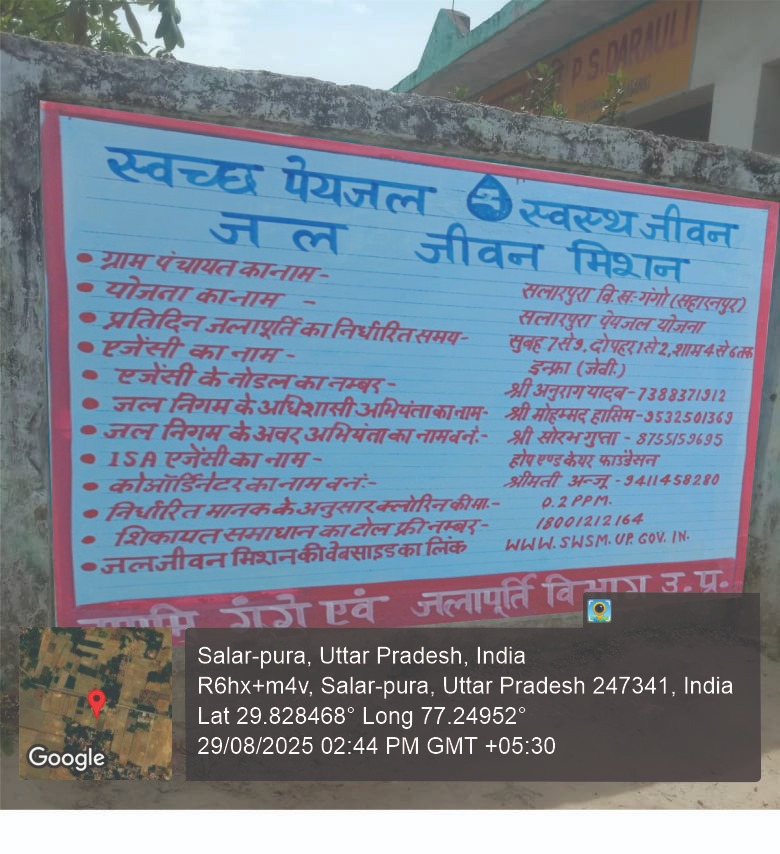 P.S. DARAULI
स्वच्छ पेयजल स्वस्थ जीवन
जल जीवन मिशन
• ग्राम पंचायत का नाम - सलारपुरा वि.ख:-गंगो (सहारनपुर)
• योजता का नाम - सलारपुरा पेयजल योजना
• प्रतिदिन जलापूर्ति का निर्धारित समय- सुबह 7 से 9, दोपहर 1 से 2, शाम 4 से 6 तक
• एजेंसी का नाम - इन्फ्रा (जेवी.)
• एजेंसी के नोडल का नम्बर- श्री अनुराग यादव - 7388371912
• जल निगम के अधिशासी अभियंता का नाम- श्री मोहम्मद हासिम - 9532501369
• जल निगम के अवर अभियंता का नाम व नं:- श्री सोरभ गुप्ता - 8755159695
• ISA एजेंसी का नाम - होप एण्ड केयर फाउंडेसन
• कोऑर्डिनेटर का नाम व नं:- श्रीमती अन्जू - 9411458280
• निर्धारित मानक के अनुसार क्लोरिन की मा.- 0.2 PPM.
• शिकायत समाधान का टोल फ्री नम्बर- 18001212164
• जल जीवन मिशन की वेबसाइड का लिंक WWW.SWSM.UP.GOV.IN.
गंगे एवं जलापूर्ति विभाग उ.प्र.
Google
Salar-pura, Uttar Pradesh, India
R6hx+m4v, Salar-pura, Uttar Pradesh 247341, India
Lat 29.828468° Long 77.24952°
29/08/2025 02:44 PM GMT +05:30